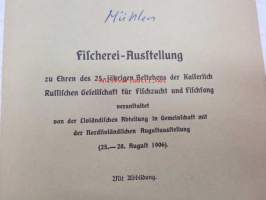 Mühlen
Fischerei-Ausstellung
zu Ehren des 25-jährigen Bestehens der Kaiserlich
Russischen Gesellschaft für Fischzucht und Fischfang
veranstaltet
von der Livländischen Abteilung in Gemeinschaft mit
der Nordlivländischen Augustausstellung
(25.—28. August 1906).
Mit Abbildung.